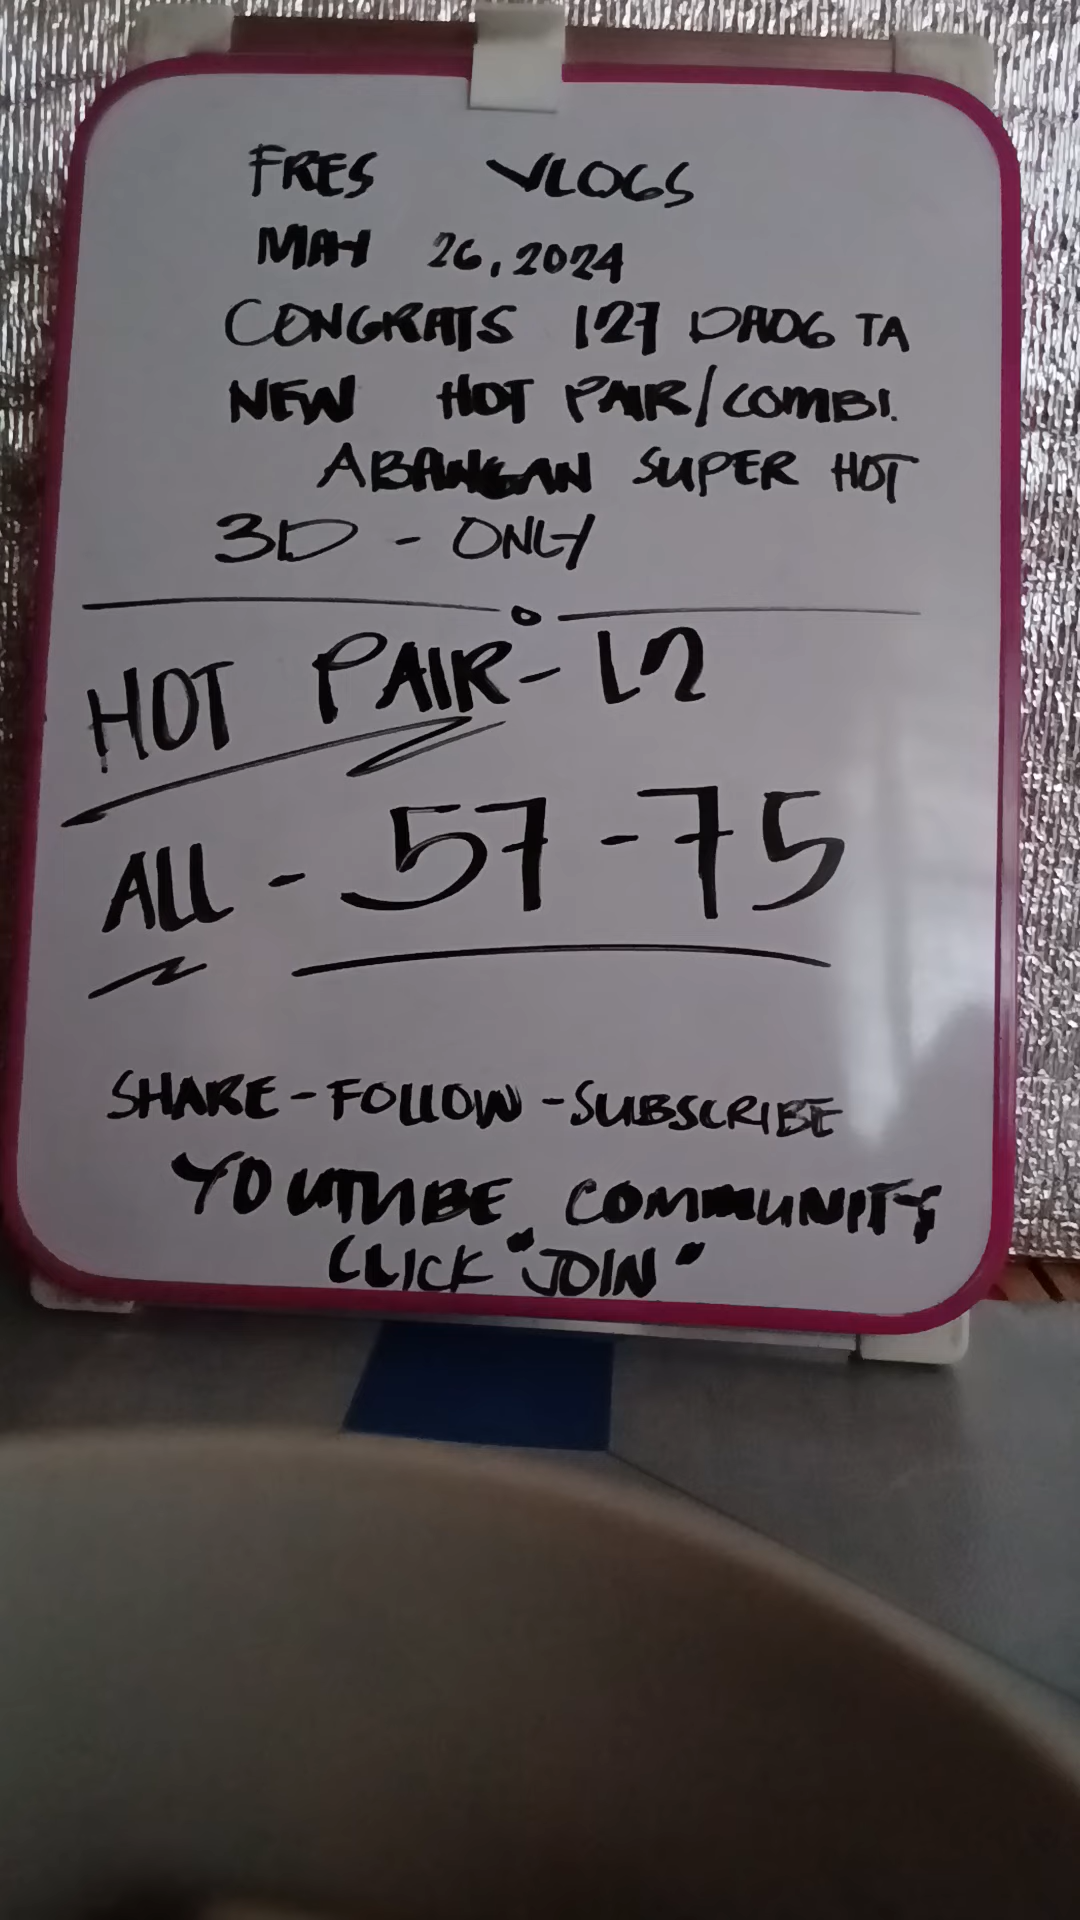 FRES VLOGS
MAY 26, 2024
CONGRATS 127 DAOG TA
NEW HOT PAIR/COMBI.
ABANGAN SUPER HOT
3D - ONLY
HOT PAIR - 12
ALL - 57 - 75
SHARE - FOLLOW - SUBSCRIBE
YOUTUBE COMMUNITY
CLICK "JOIN"